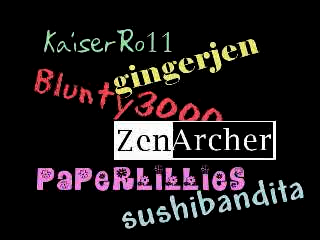 KaiserRo11
gingerjen
Blunty3000
ZenArcher
PaPeRLiLLieS
sushibandita